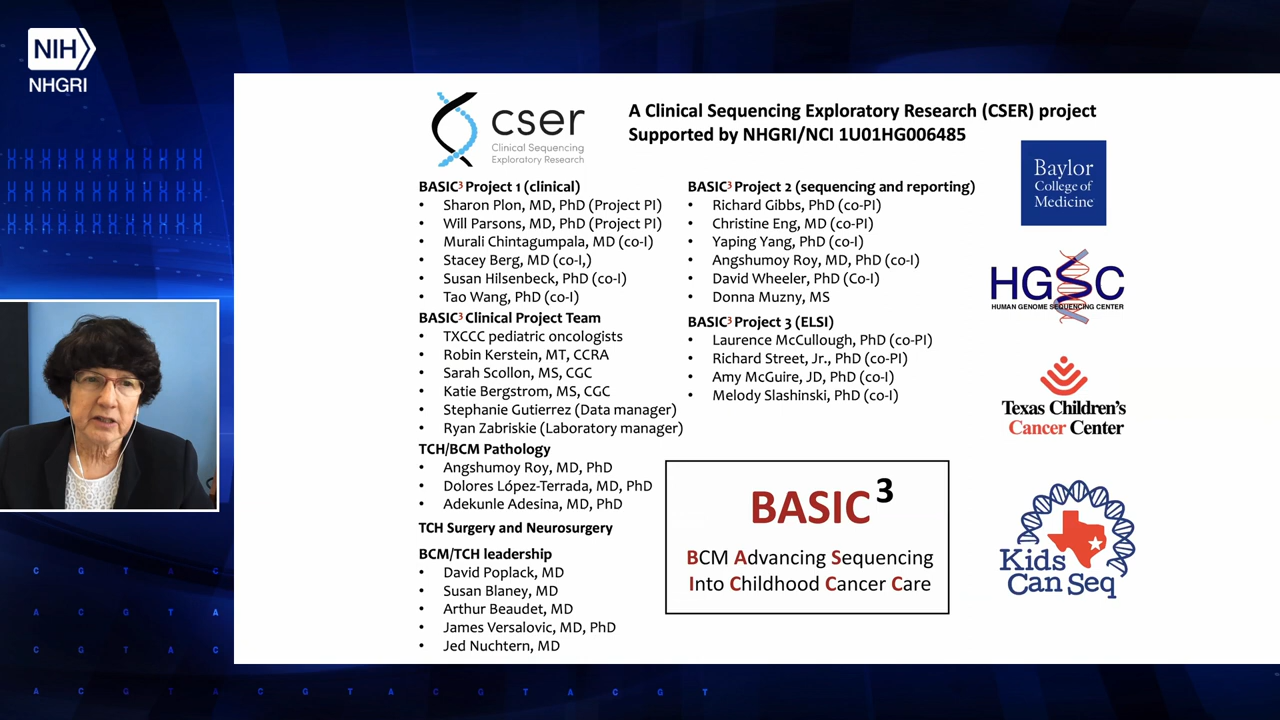 NIH
NHGRI
cser
Clinical Sequencing
Exploratory Research
A Clinical Sequencing Exploratory Research (CSER) project
Supported by NHGRI/NCI 1U01HG006485
BASIC³ Project 1 (clinical)
• Sharon Plon, MD, PhD (Project PI)
• Will Parsons, MD, PhD (Project PI)
• Murali Chintagumpala, MD (co-I)
• Stacey Berg, MD (co-I,)
• Susan Hilsenbeck, PhD (co-I)
• Tao Wang, PhD (co-I)
BASIC³ Clinical Project Team
• TXCCC pediatric oncologists
• Robin Kerstein, MT, CCRA
• Sarah Scollon, MS, CGC
• Katie Bergstrom, MS, CGC
• Stephanie Gutierrez (Data manager)
• Ryan Zabriskie (Laboratory manager)
TCH/BCM Pathology
• Angshumoy Roy, MD, PhD
• Dolores López-Terrada, MD, PhD
• Adekunle Adesina, MD, PhD
TCH Surgery and Neurosurgery
BCM/TCH leadership
• David Poplack, MD
• Susan Blaney, MD
• Arthur Beaudet, MD
• James Versalovic, MD, PhD
• Jed Nuchtern, MD
BASIC³ Project 2 (sequencing and reporting)
• Richard Gibbs, PhD (co-PI)
• Christine Eng, MD (co-PI)
• Yaping Yang, PhD (co-I)
• Angshumoy Roy, MD, PhD (co-I)
• David Wheeler, PhD (Co-I)
• Donna Muzny, MS
BASIC³ Project 3 (ELSI)
• Laurence McCullough, PhD (co-PI)
• Richard Street, Jr., PhD (co-PI)
• Amy McGuire, JD, PhD (co-I)
• Melody Slashinski, PhD (co-I)
BASIC³
BCM Advancing Sequencing
Into Childhood Cancer Care
Baylor
College of
Medicine
HGSC
HUMAN GENOME SEQUENCING CENTER
Texas Children's
Cancer Center
Kids
Can Seq
C G T A C
A C G T A
C G T A C
A C G T A C G T A C G T A C G T